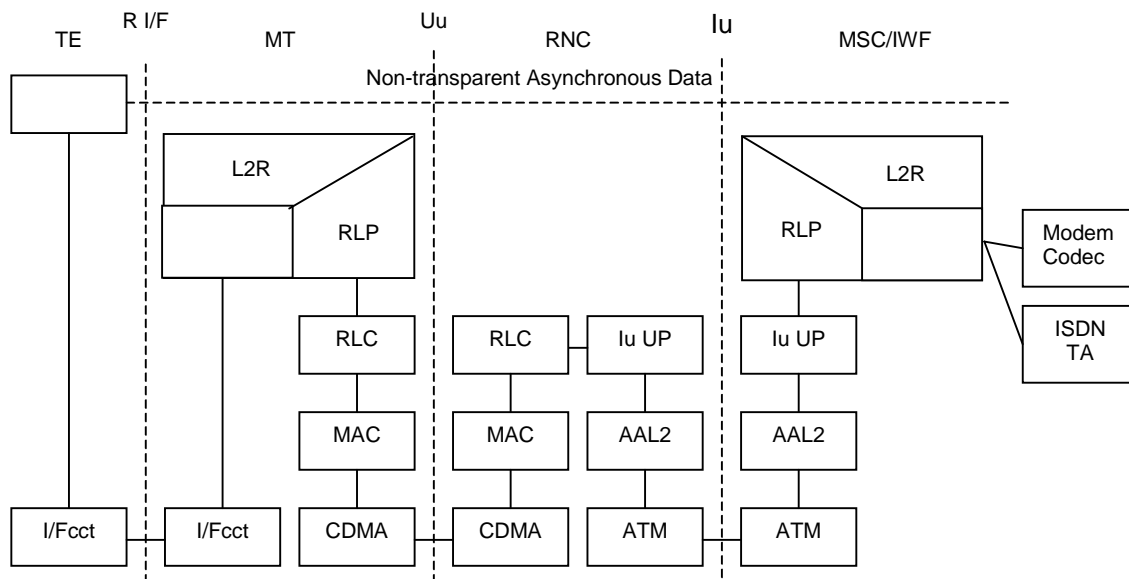 TE
R I/F
MT
Uu
RNC
Iu
MSC/IWF
Non-transparent Asynchronous Data
L2R
RLP
L2R
RLP
Modem
Codec
RLC
RLC
Iu UP
Iu UP
ISDN
TA
MAC
MAC
AAL2
AAL2
I/Fcct
I/Fcct
CDMA
CDMA
ATM
ATM